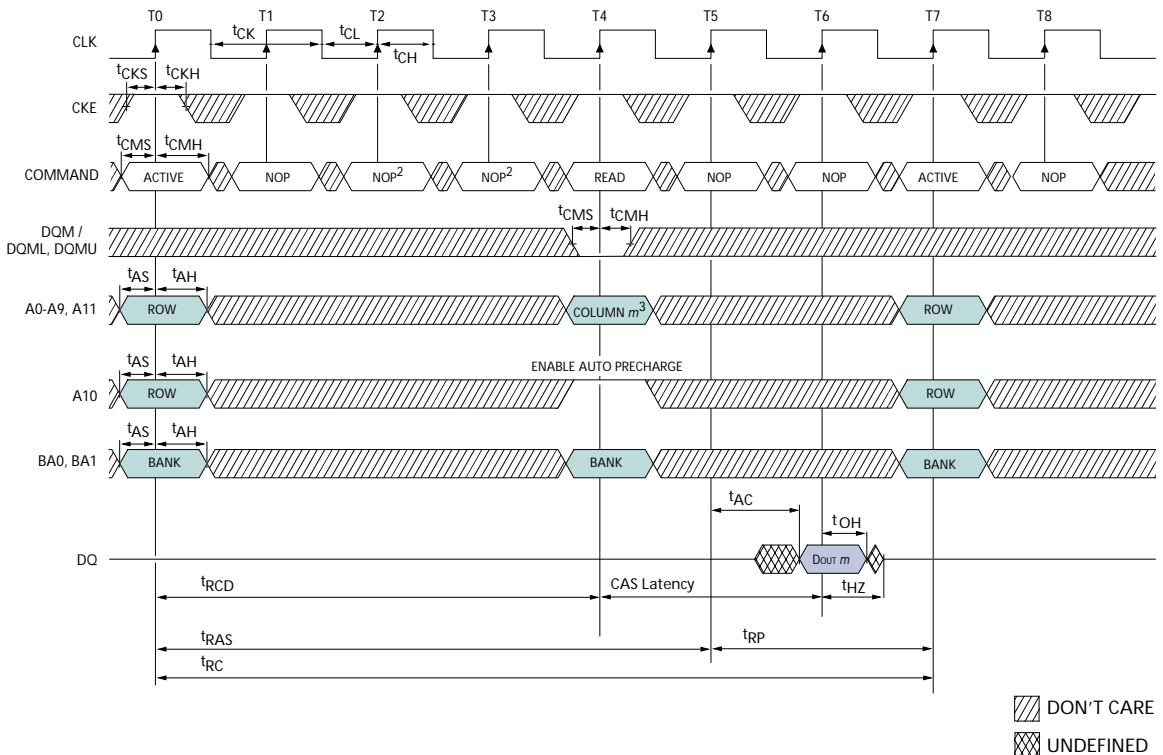 T0 T1 T2 T3 T4 T5 T6 T7 T8
CLK
tCK tCL tCH
tCKS tCKH
CKE
tCMS tCMH
COMMAND ACTIVE NOP NOP2 NOP2 READ NOP NOP ACTIVE NOP
tCMS tCMH
DQM /
DQML, DQMU
tAS tAH
A0-A9, A11 ROW COLUMN m3 ROW
ENABLE AUTO PRECHARGE
tAS tAH
A10 ROW ROW
tAS tAH
BA0, BA1 BANK BANK BANK
tAC
tOH
DQ DOUT m
tRCD CAS Latency tHZ
tRAS tRP
tRC
DON'T CARE
UNDEFINED